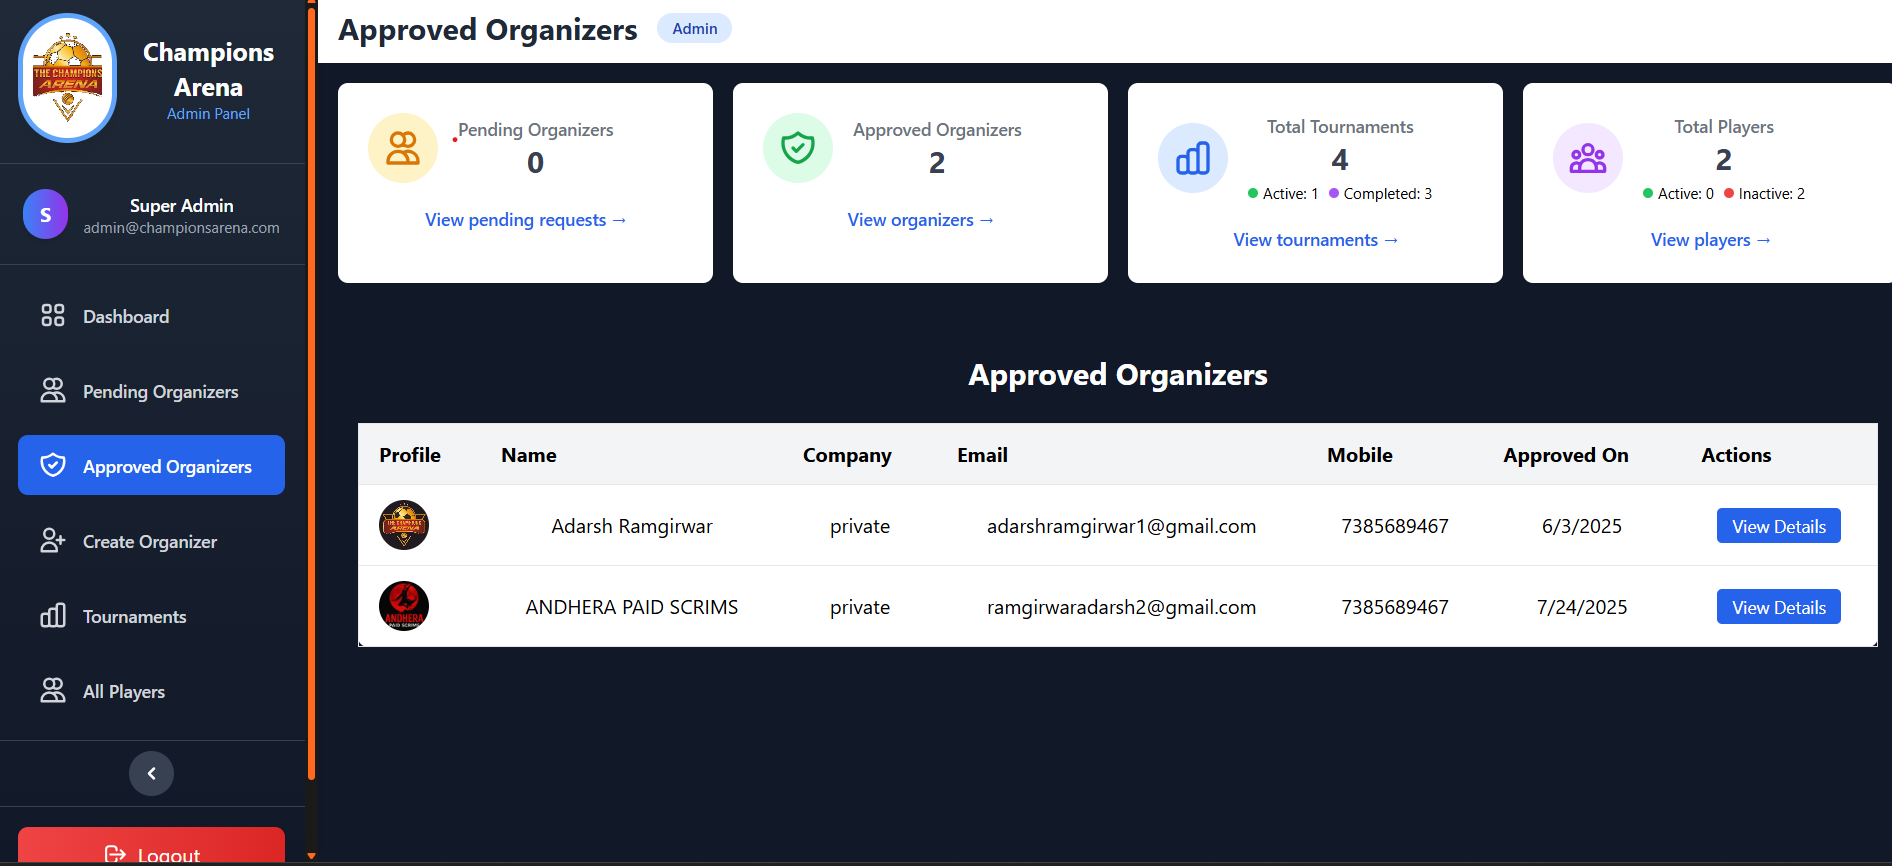 THE CHAMPIONS
ARENA
Champions
Arena
Admin Panel
S
Super Admin
admin@championsarena.com
Dashboard
Pending Organizers
Approved Organizers
Create Organizer
Tournaments
All Players
Logout
Approved Organizers Admin
Pending Organizers
0
View pending requests →
Approved Organizers
2
View organizers →
Total Tournaments
4
Active: 1 Completed: 3
View tournaments →
Total Players
2
Active: 0 Inactive: 2
View players →
Approved Organizers
Profile Name Company Email Mobile Approved On Actions
THE CHAMPIONS
ARENA
Adarsh Ramgirwar private adarshramgirwar1@gmail.com 7385689467 6/3/2025 View Details
ANDHERA
PAID SCRIMS
ANDHERA PAID SCRIMS private ramgirwaradarsh2@gmail.com 7385689467 7/24/2025 View Details